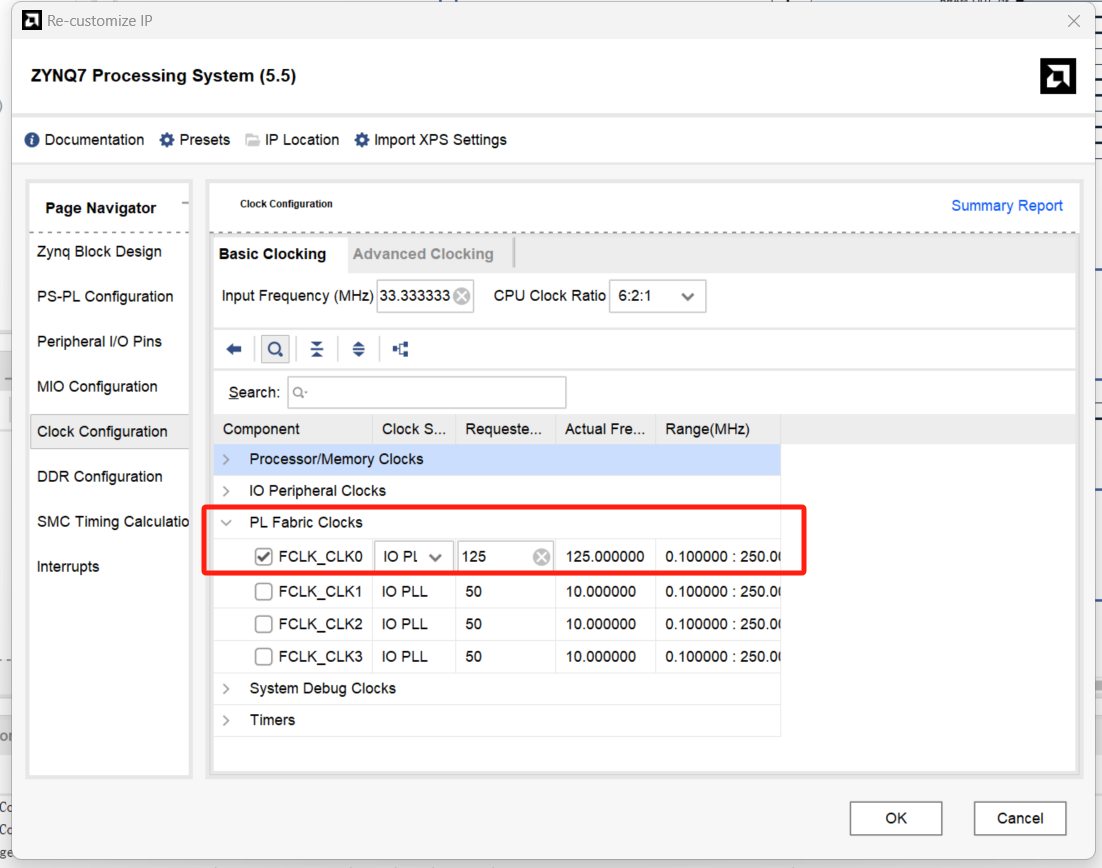 Re-customize IP
ZYNQ7 Processing System (5.5)
Documentation Presets IP Location Import XPS Settings
Page Navigator
Zynq Block Design
PS-PL Configuration
Peripheral I/O Pins
MIO Configuration
Clock Configuration
DDR Configuration
SMC Timing Calculatio
Interrupts
Clock Configuration
Summary Report
Basic Clocking Advanced Clocking
Input Frequency (MHz) 33.333333 CPU Clock Ratio 6:2:1
Search:
Component Clock S... Requeste... Actual Fre... Range(MHz)
Processor/Memory Clocks
IO Peripheral Clocks
PL Fabric Clocks
FCLK_CLK0 IO PL 125 125.000000 0.100000 : 250.00
FCLK_CLK1 IO PLL 50 10.000000 0.100000 : 250.00
FCLK_CLK2 IO PLL 50 10.000000 0.100000 : 250.00
FCLK_CLK3 IO PLL 50 10.000000 0.100000 : 250.00
System Debug Clocks
Timers
OK Cancel